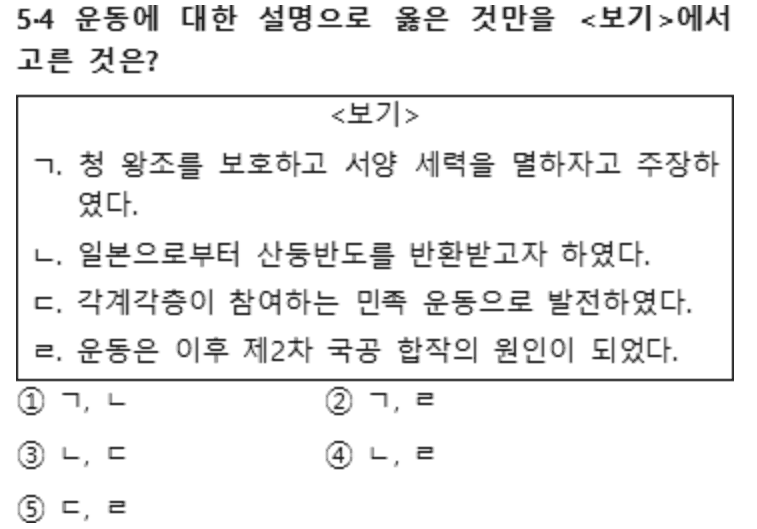 5-4 운동에 대한 설명으로 옳은 것만을 <보기>에서
고른 것은?
<보기>
ㄱ. 청 왕조를 보호하고 서양 세력을 멸하자고 주장하
였다.
ㄴ. 일본으로부터 산둥반도를 반환받고자 하였다.
ㄷ. 각계각층이 참여하는 민족 운동으로 발전하였다.
ㄹ. 운동은 이후 제2차 국공 합작의 원인이 되었다.
① ㄱ, ㄴ ② ㄱ, ㄹ
③ ㄴ, ㄷ ④ ㄴ, ㄹ
⑤ ㄷ, ㄹ